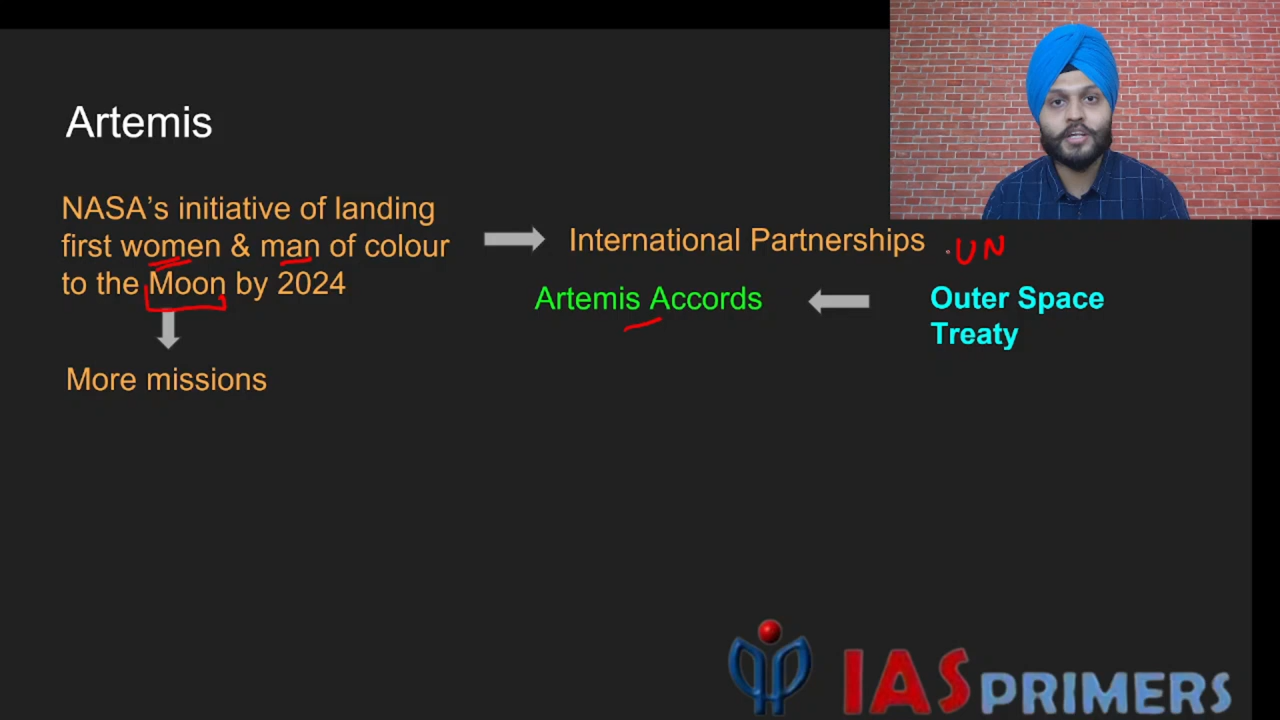 Artemis
NASA's initiative of landing
first women & man of colour
to the Moon by 2024
More missions
International Partnerships
UN
Artemis Accords
Outer Space
Treaty
IAS PRIMERS